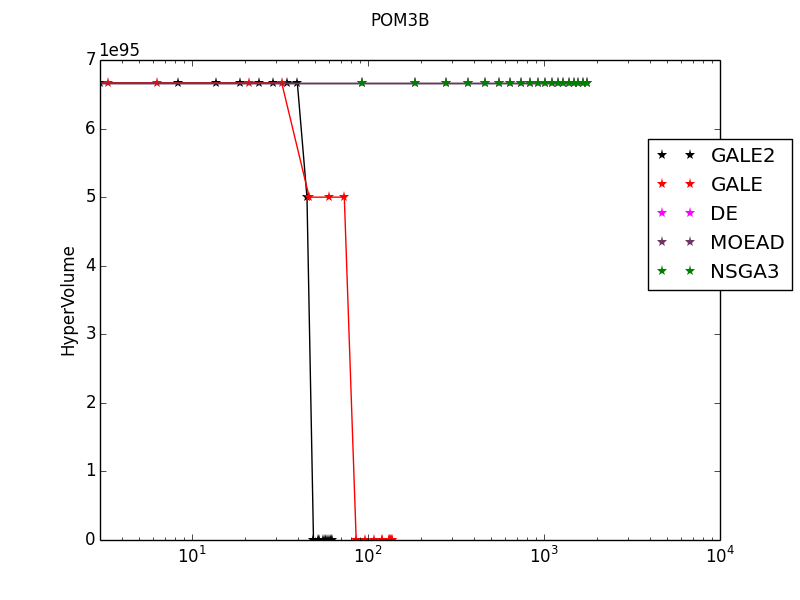 POM3B
1e95
7
6
5
4
3
2
1
0
HyperVolume
10^1
10^2
10^3
10^4
GALE2
GALE
DE
MOEAD
NSGA3